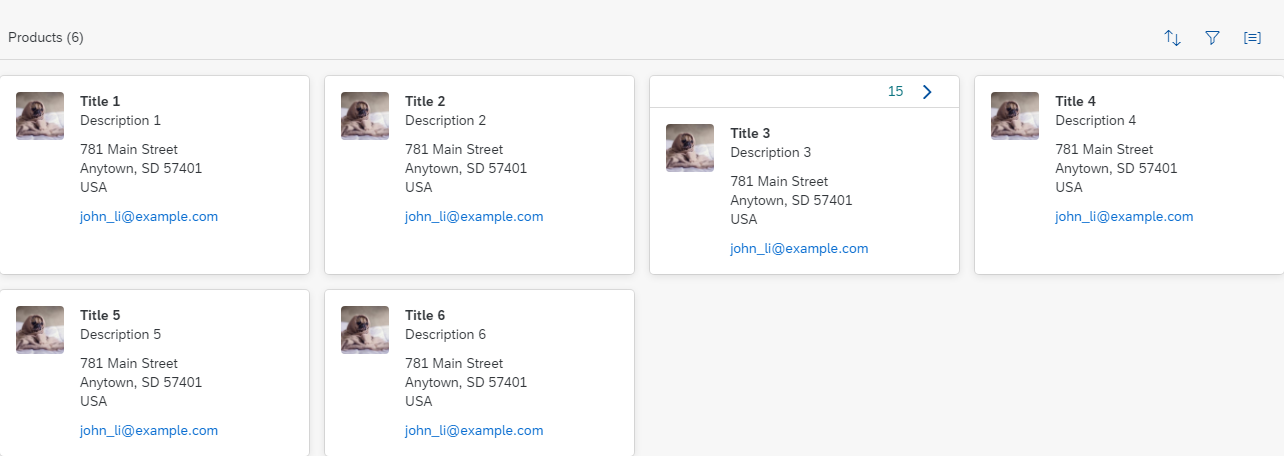 Products (6)
Title 1
Description 1
781 Main Street
Anytown, SD 57401
USA
john_li@example.com
Title 2
Description 2
781 Main Street
Anytown, SD 57401
USA
john_li@example.com
15
Title 3
Description 3
781 Main Street
Anytown, SD 57401
USA
john_li@example.com
Title 4
Description 4
781 Main Street
Anytown, SD 57401
USA
john_li@example.com
Title 5
Description 5
781 Main Street
Anytown, SD 57401
USA
john_li@example.com
Title 6
Description 6
781 Main Street
Anytown, SD 57401
USA
john_li@example.com